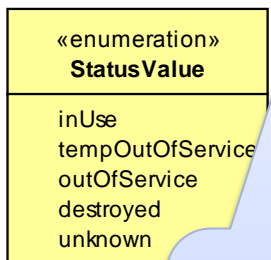 «enumeration»
StatusValue
inUse
tempOutOfService
outOfService
destroyed
unknown